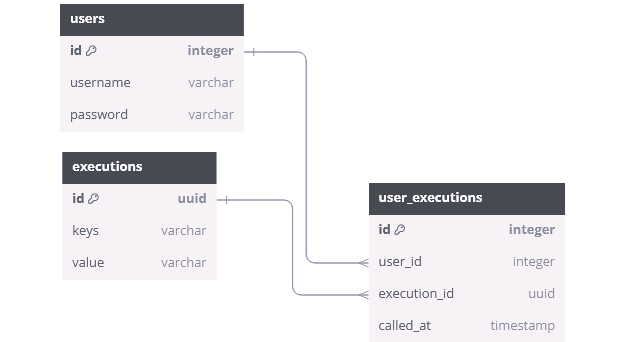 users
id integer
username varchar
password varchar
executions
id uuid
keys varchar
value varchar
user_executions
id integer
user_id integer
execution_id uuid
called_at timestamp